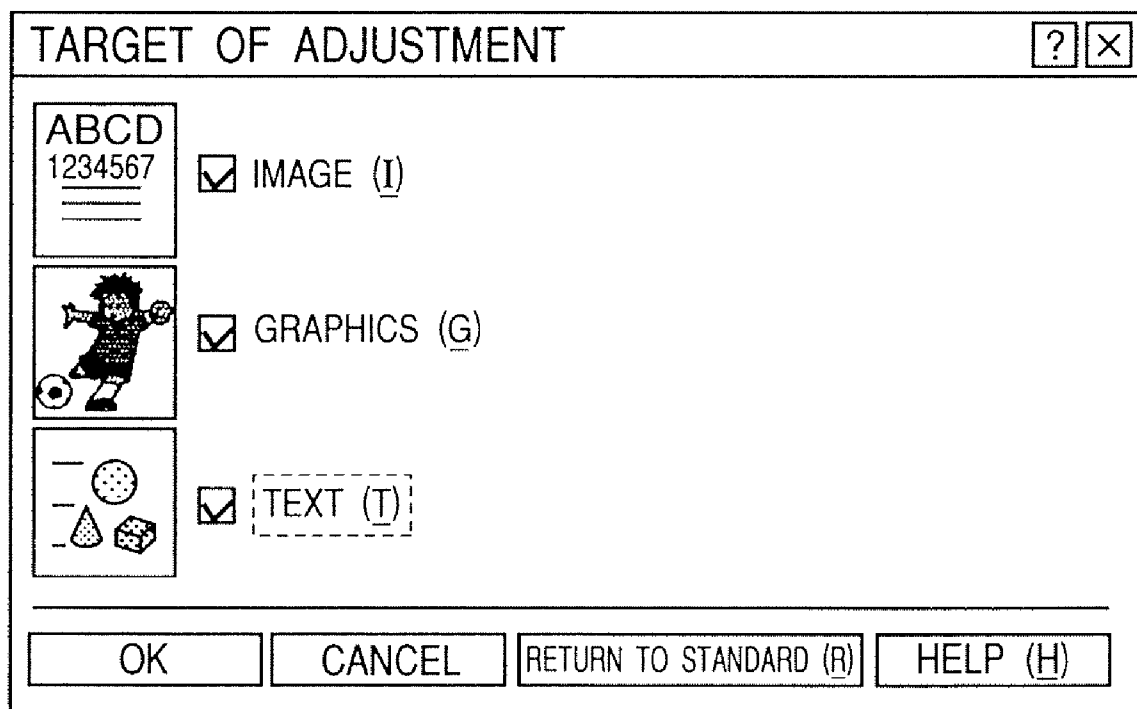 TARGET OF ADJUSTMENT ? ×
ABCD
1234567
IMAGE (I)
GRAPHICS (G)
TEXT (T)
OK CANCEL RETURN TO STANDARD (R) HELP (H)